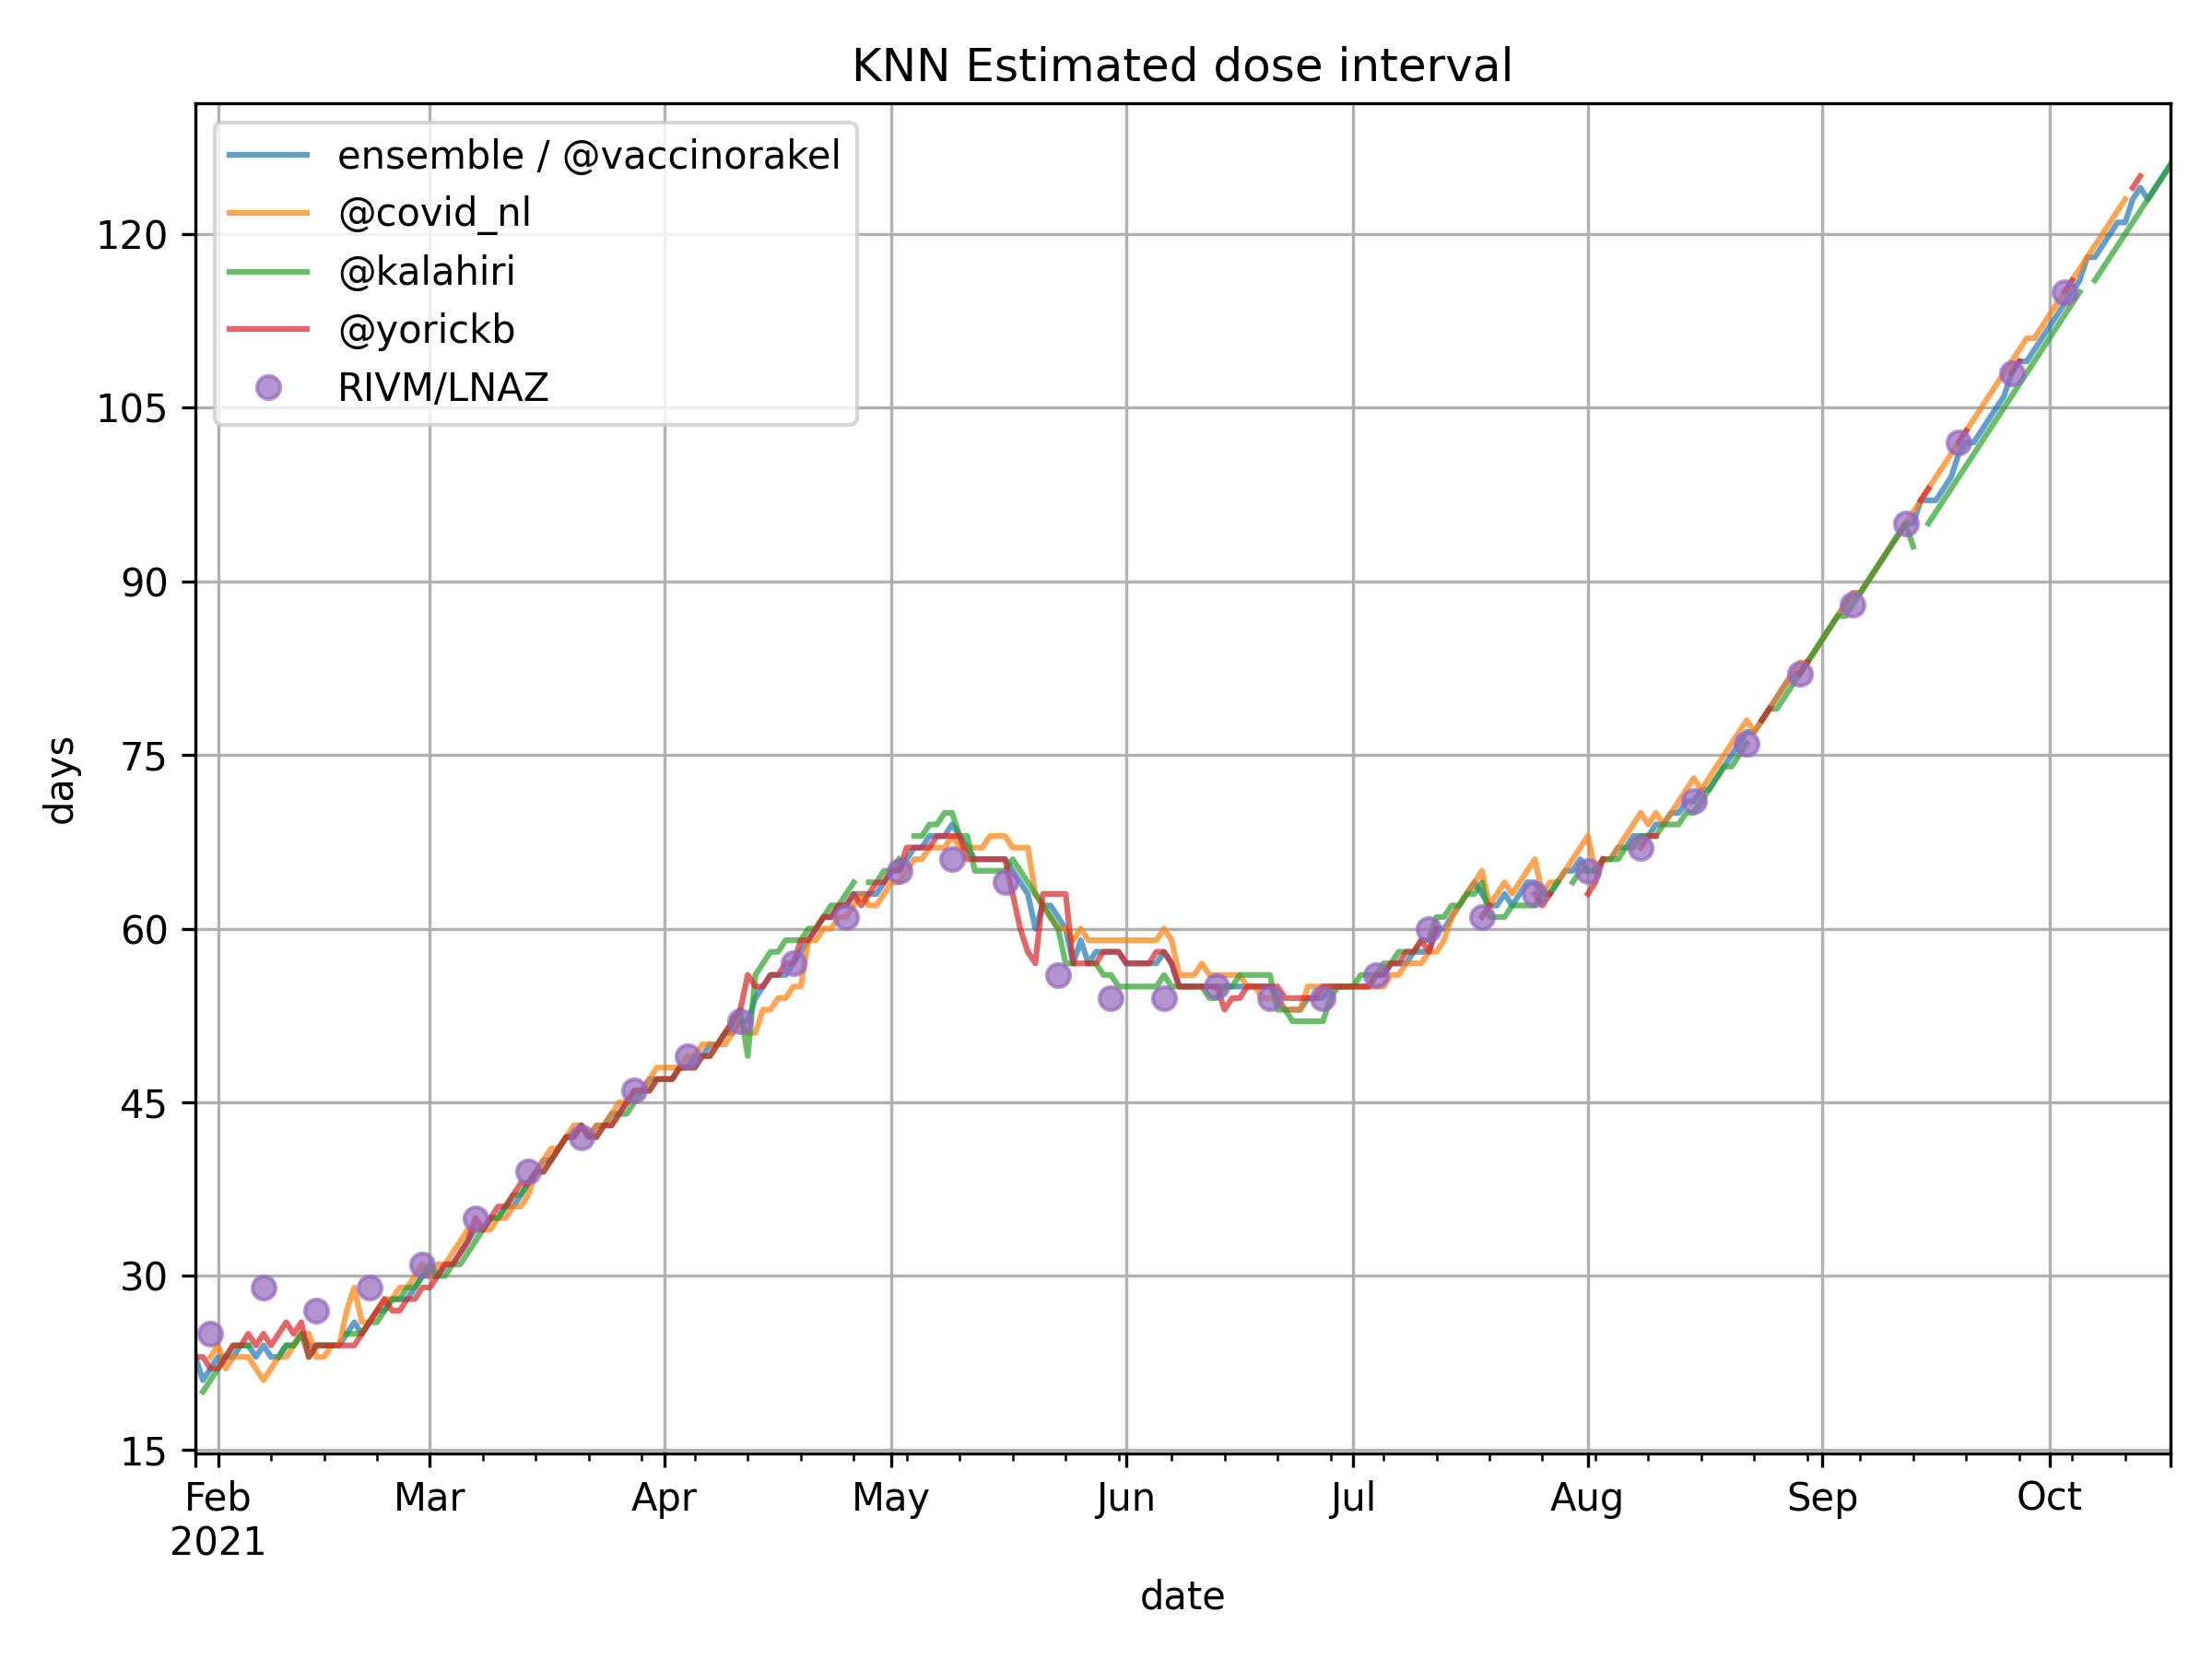 KNN Estimated dose interval
ensemble / @vaccinorakel
@covid_nl
@kalahiri
@yorickb
RIVM/LNAZ
120
105
90
75
60
45
30
15
days
Feb Mar Apr May Jun Jul Aug Sep Oct
2021
date